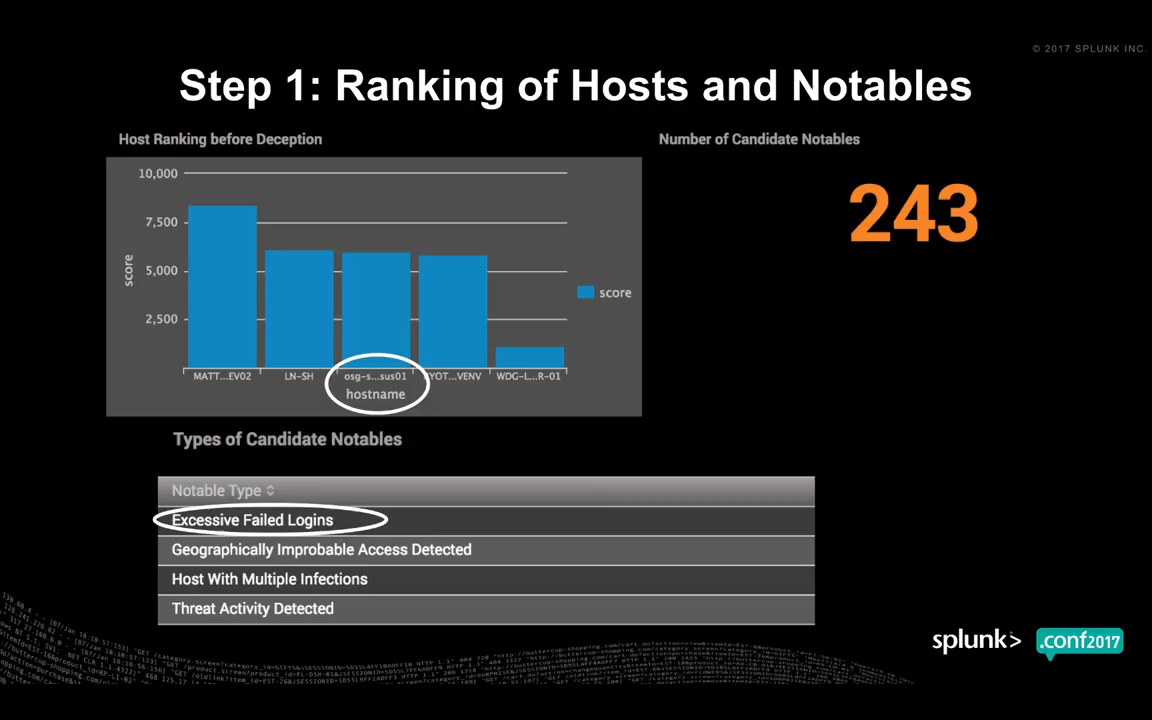 © 2017 SPLUNK INC.
Step 1: Ranking of Hosts and Notables
Host Ranking before Deception
Number of Candidate Notables
10,000
7,500
5,000
2,500
score
score
MATT...EV02
LN-SH
osg-s...sus01
YOT...VENV
WDG-L...R-01
hostname
243
Types of Candidate Notables
Notable Type
Excessive Failed Logins
Geographically Improbable Access Detected
Host With Multiple Infections
Threat Activity Detected
splunk>
.conf2017